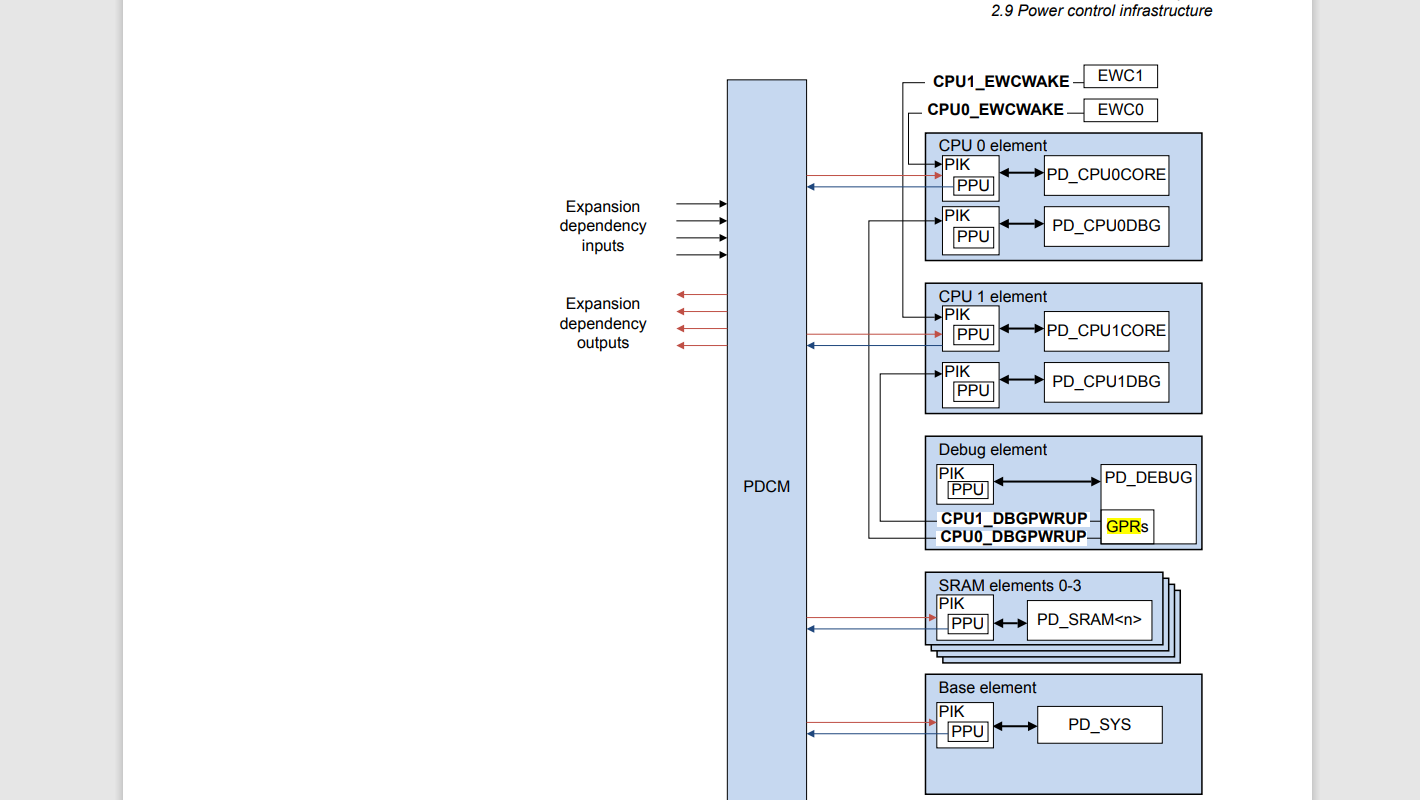 2.9 Power control infrastructure
CPU1_EWCWAKE
EWC1
CPU0_EWCWAKE
EWC0
CPU 0 element
PIK
PPU
PD_CPU0CORE
PIK
PPU
PD_CPU0DBG
Expansion
dependency
inputs
Expansion
dependency
outputs
CPU 1 element
PIK
PPU
PD_CPU1CORE
PIK
PPU
PD_CPU1DBG
PDCM
Debug element
PIK
PPU
PD_DEBUG
CPU1_DBGPWRUP
CPU0_DBGPWRUP
GPRs
SRAM elements 0-3
PIK
PPU
PD_SRAM<n>
Base element
PIK
PPU
PD_SYS